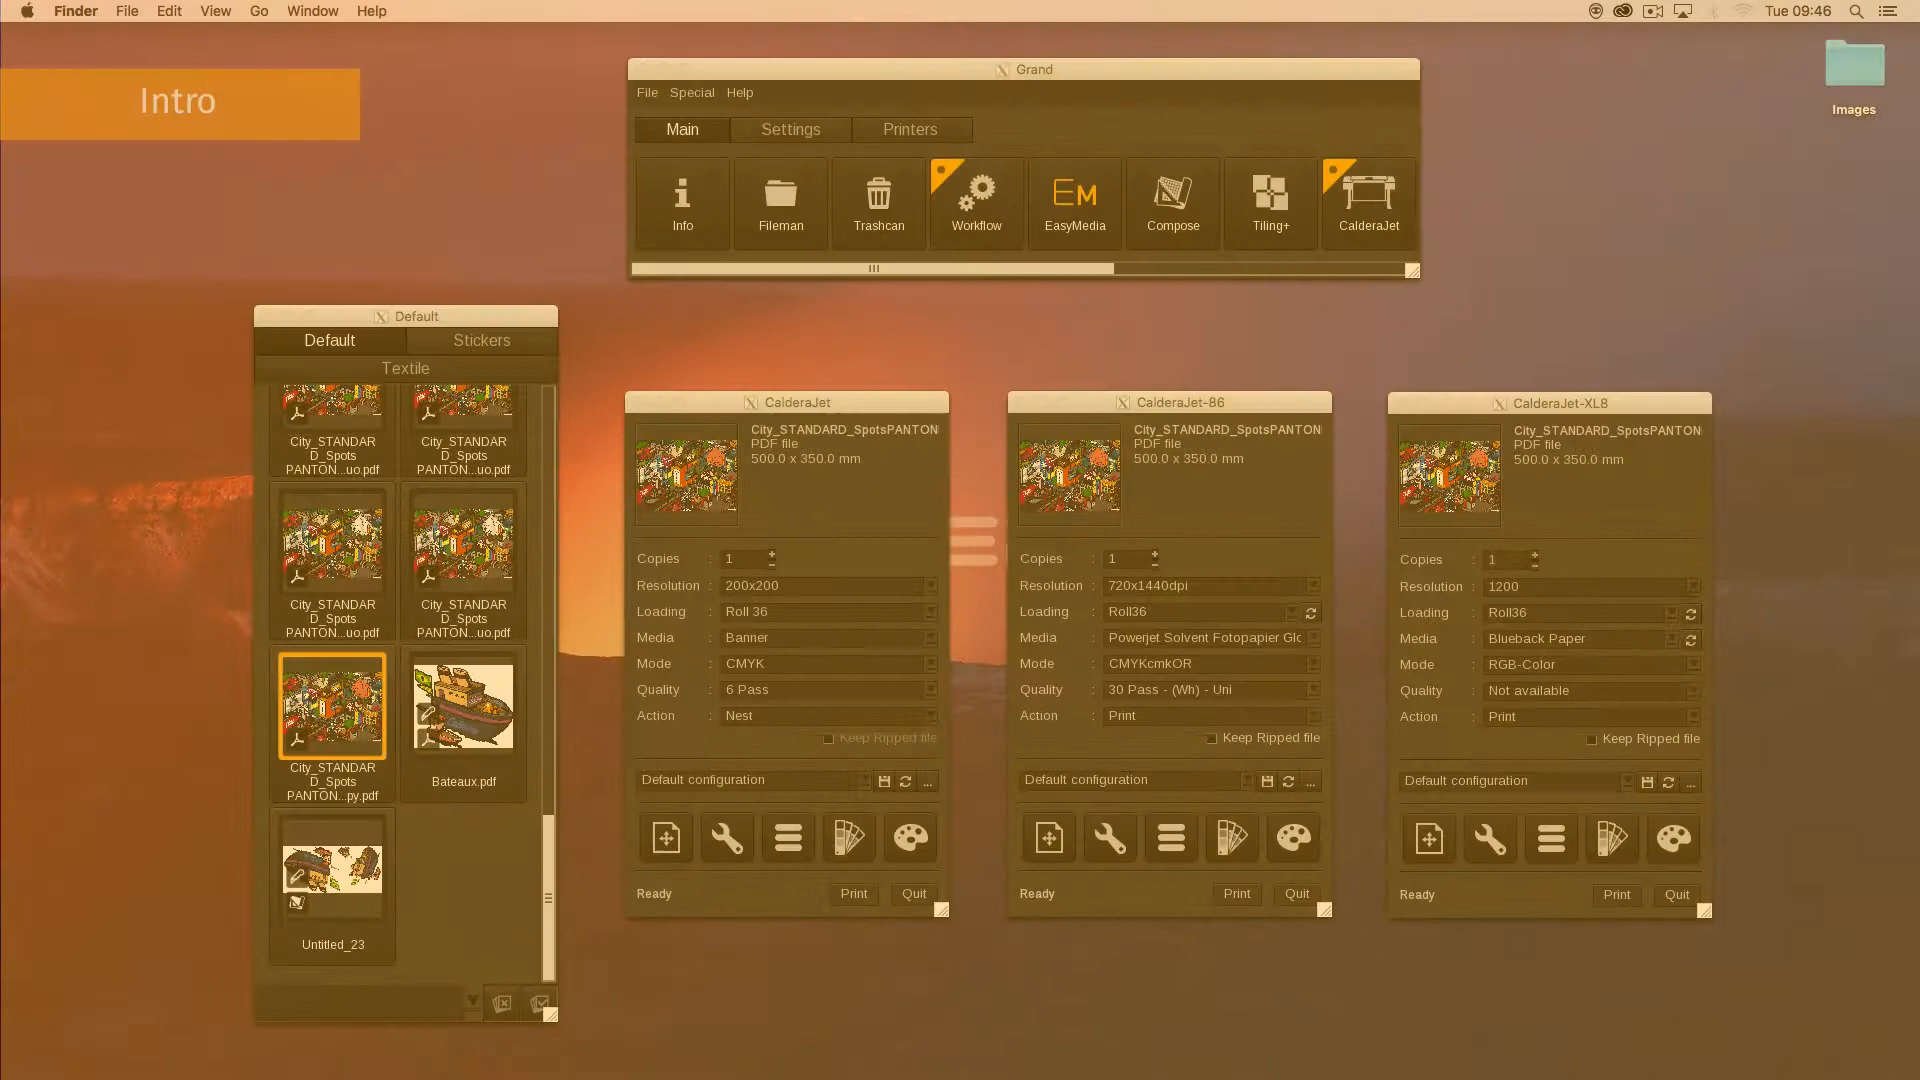 Finder File Edit View Go Window Help
Tue 09:46
Intro
Images
Grand
File Special Help
Main Settings Printers
Info Fileman Trashcan Workflow EasyMedia Compose Tiling+ CalderaJet
EM
Default
Default Stickers
Textile
City_STANDAR
D_Spots
PANTON...uo.pdf
City_STANDAR
D_Spots
PANTON...uo.pdf
City_STANDAR
D_Spots
PANTON...uo.pdf
City_STANDAR
D_Spots
PANTON...uo.pdf
City_STANDAR
D_Spots
PANTON...py.pdf
Bateaux.pdf
Untitled_23
CalderaJet
City_STANDARD_SpotsPANTON
PDF file
500.0 x 350.0 mm
Copies : 1
Resolution : 200x200
Loading : Roll 36
Media : Banner
Mode : CMYK
Quality : 6 Pass
Action : Nest
Keep Ripped file
Default configuration ...
Ready Print Quit
CalderaJet-86
City_STANDARD_SpotsPANTON
PDF file
500.0 x 350.0 mm
Copies : 1
Resolution : 720x1440dpi
Loading : Roll36
Media : Powerjet Solvent Fotopapier Glo
Mode : CMYKcmkOR
Quality : 30 Pass - (Wh) - Uni
Action : Print
Keep Ripped file
Default configuration ...
Ready Print Quit
CalderaJet-XL8
City_STANDARD_SpotsPANTON
PDF file
500.0 x 350.0 mm
Copies : 1
Resolution : 1200
Loading : Roll36
Media : Blueback Paper
Mode : RGB-Color
Quality : Not available
Action : Print
Keep Ripped file
Default configuration ...
Ready Print Quit